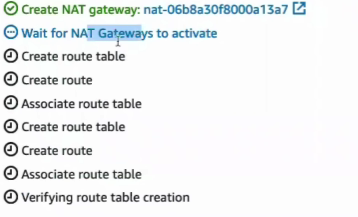 Create NAT gateway: nat-06b8a30f8000a13a7
Wait for NAT Gateways to activate
Create route table
Create route
Associate route table
Create route table
Create route
Associate route table
Verifying route table creation